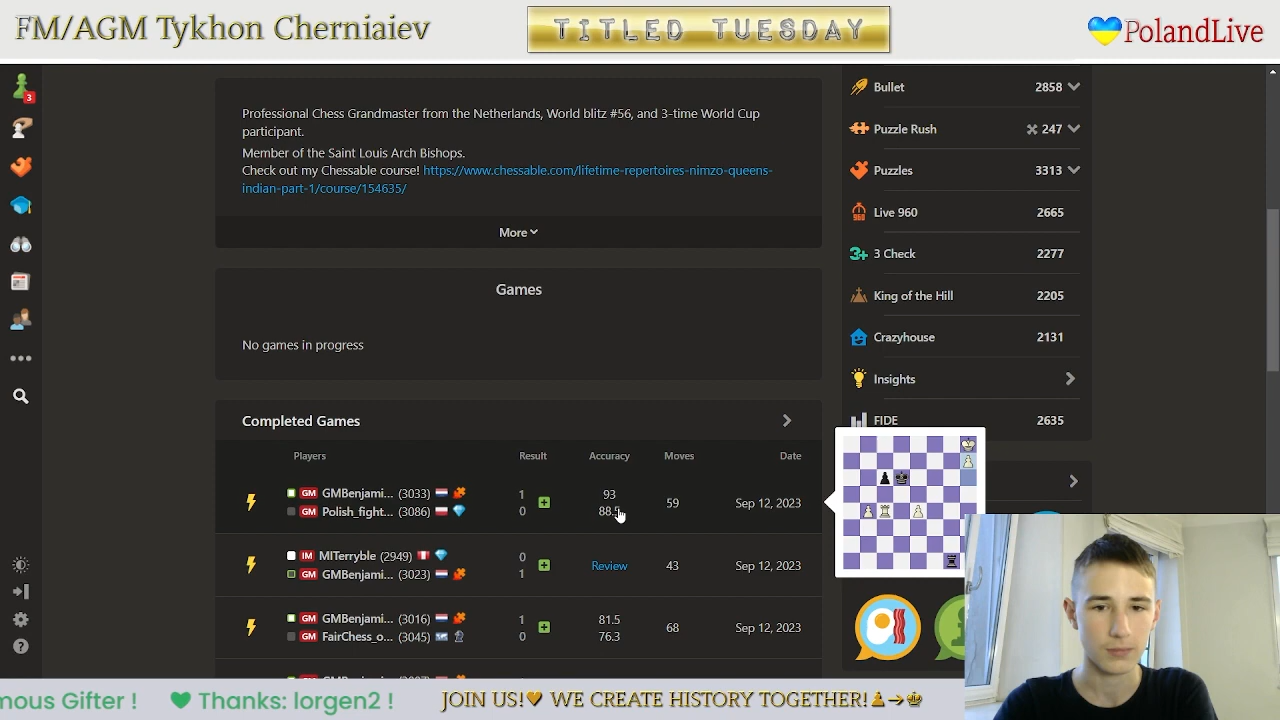 FM/AGM Tykhon Cherniaiev
TITLED TUESDAY
PolandLive
3
Professional Chess Grandmaster from the Netherlands, World blitz #56, and 3-time World Cup
participant.
Member of the Saint Louis Arch Bishops.
Check out my Chessable course! https://www.chessable.com/lifetime-repertoires-nimzo-queens-
indian-part-1/course/154635/
More
Games
No games in progress
Completed Games
Players Result Accuracy Moves Date
GM GMBenjami... (3033) 1 93
59 Sep 12, 2023
GM Polish_fight... (3086) 0
IM MITerryble (2949) 0
Review 43 Sep 12, 2023
GM GMBenjami... (3023) 1
GM GMBenjami... (3016) 1 81.5
68 Sep 12, 2023
GM FairChess_o... (3045) 0 76.3
Bullet 2858
Puzzle Rush 247
Puzzles 3313
960
Live 960 2665
3+
3 Check 2277
King of the Hill 2205
Crazyhouse 2131
Insights
FIDE 2635
mous Gifter ! Thanks: lorgen2 ! JOIN US! WE CREATE HISTORY TOGETHER!